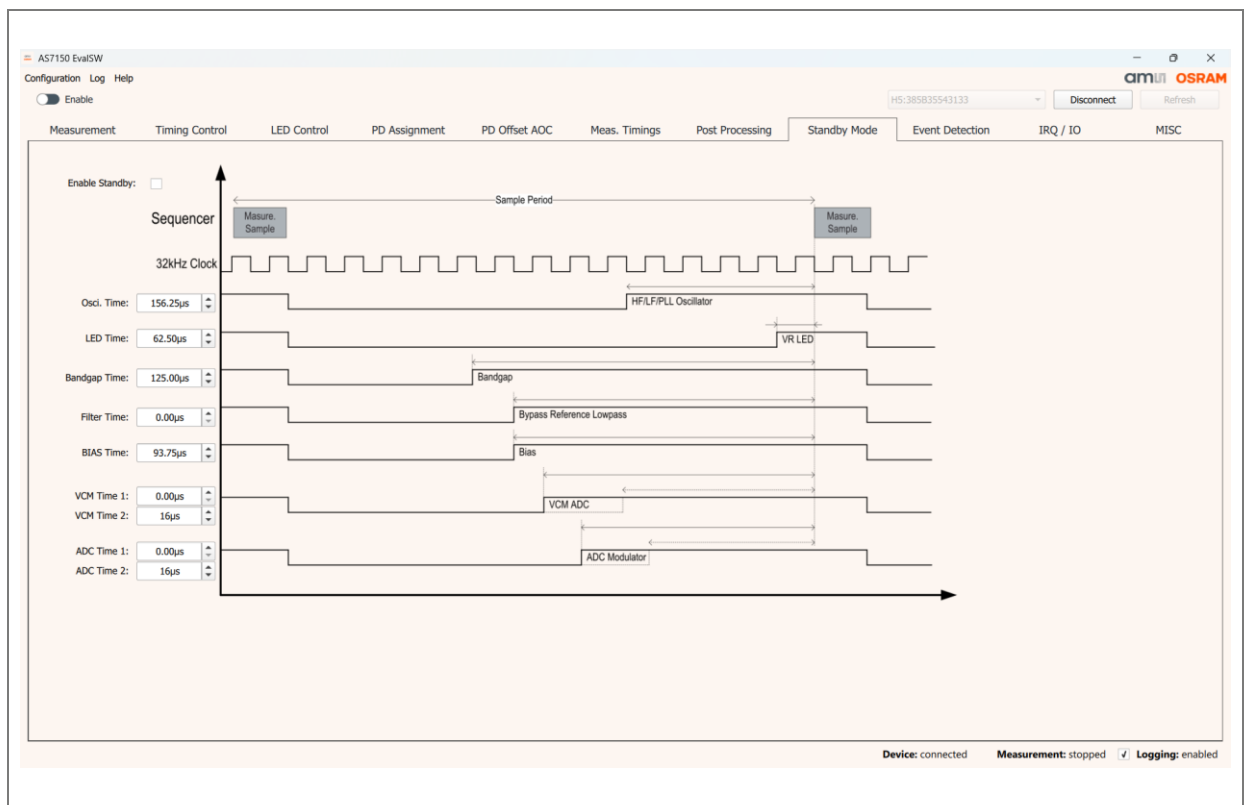 AS7150 EvalSW
Configuration Log Help
amu OSRAM
Enable
H5:385B35543133
Disconnect
Refresh
Measurement
Timing Control
LED Control
PD Assignment
PD Offset AOC
Meas. Timings
Post Processing
Standby Mode
Event Detection
IRQ / IO
MISC
Enable Standby:
Sample Period
Sequencer
Masure.
Sample
Masure.
Sample
32kHz Clock
Osci. Time: 156.25µs
HF/LF/PLL Oscillator
LED Time: 62.50µs
VR LED
Bandgap Time: 125.00µs
Bandgap
Filter Time: 0.00µs
Bypass Reference Lowpass
BIAS Time: 93.75µs
Bias
VCM Time 1: 0.00µs
VCM ADC
VCM Time 2: 16µs
ADC Time 1: 0.00µs
ADC Modulator
ADC Time 2: 16µs
Device: connected
Measurement: stopped
Logging: enabled